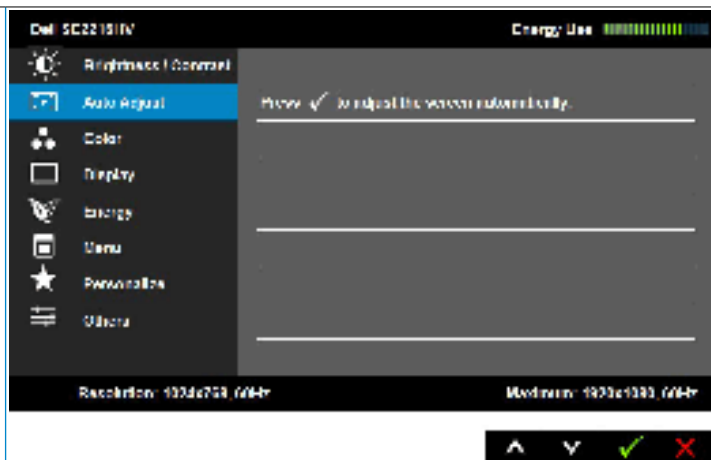 Dell SE2216HV Energy Use
Brightness / Contrast
Auto Adjust Press ✓ to adjust the screen automatically.
Color
Display
Energy
Menu
Personalize
Others
Resolution: 1024x768, 60Hz Maximum: 1920x1080, 60Hz